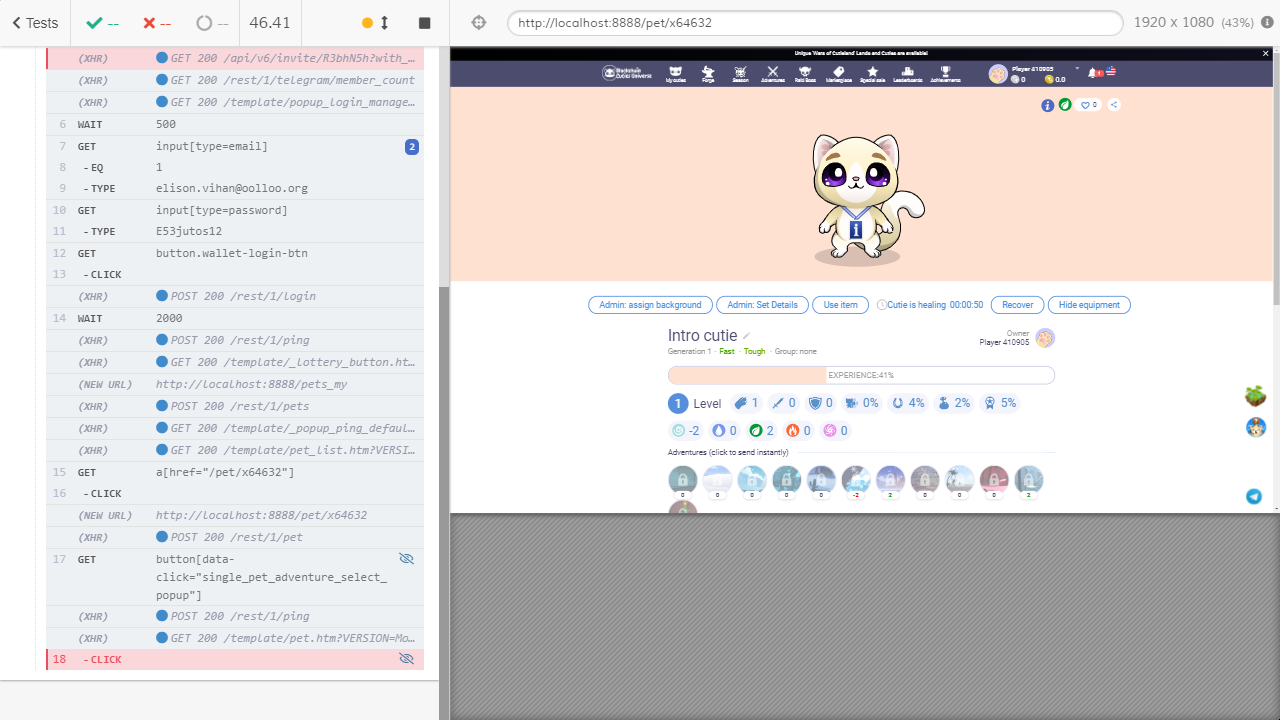 Tests
--
--
--
46.41
http://localhost:8888/pet/x64632
1920 x 1080 (43%)
(XHR) GET 200 /api/v6/invite/R3bhN5h?with_…
(XHR) GET 200 /rest/1/telegram_user_count
(XHR) GET 200 /template/popup_login_manage…
6 WAIT 500
7 GET input[type=email] 2
8 -EQ 1
9 -TYPE elisa.vihan@oolloo.org
10 GET input[type=password]
11 -TYPE E53jutbs12
12 GET button.wallet-login-btn
13 -CLICK
(XHR) POST 200 /rest/1/login
14 WAIT 2000
(XHR) POST 200 /rest/1/ping
(XHR) GET 200 /template/_lottery_button.ht…
(NEW URL) http://localhost:8888/pets_my
(XHR) POST 200 /rest/1/pets
(XHR) GET 200 /template/_popup_ping_defaul…
(XHR) GET 200 /template/pet_list.htm?VERSI…
15 GET a[href="/pet/x64632"]
16 -CLICK
(NEW URL) http://localhost:8888/pet/x64632
(XHR) POST 200 /rest/1/pet
17 GET button[data-
click="single_pet_adventure_select_
popup"]
(XHR) POST 200 /rest/1/ping
(XHR) GET 200 /template/pet.htm?VERSION=Mo…
18 -CLICK
Unique 'Wars of Cutieland' Lands and Cuties are available!
Blockchain Cuties Universe
My cuties
Forge
Season
Adventures
Raid Boss
Marketplace
Special sale
Leaderboards
Achievements
Player 410905
0 0.0
0
Admin: assign background
Admin: Set Details
Use item
Cutie is healing 00:00:50
Recover
Hide equipment
Intro cutie
Owner
Player 410905
Generation 1 · Fast · Tough · Group: none
EXPERIENCE:41%
1 Level 1 0 0 0% 4% 2% 5%
-2 0 2 0 0
Adventures (click to send instantly)
0 0 0 0 0 -2 2 0 0 0 2